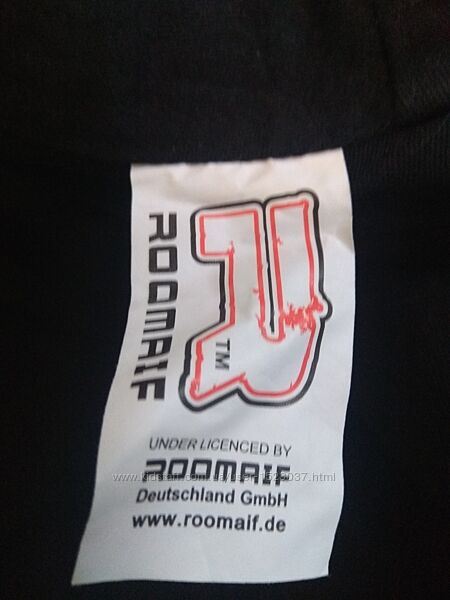 ROOMAIF
TM
UNDER LICENCED BY
ROOMAIF
Deutschland GmbH
www.roomaif.de